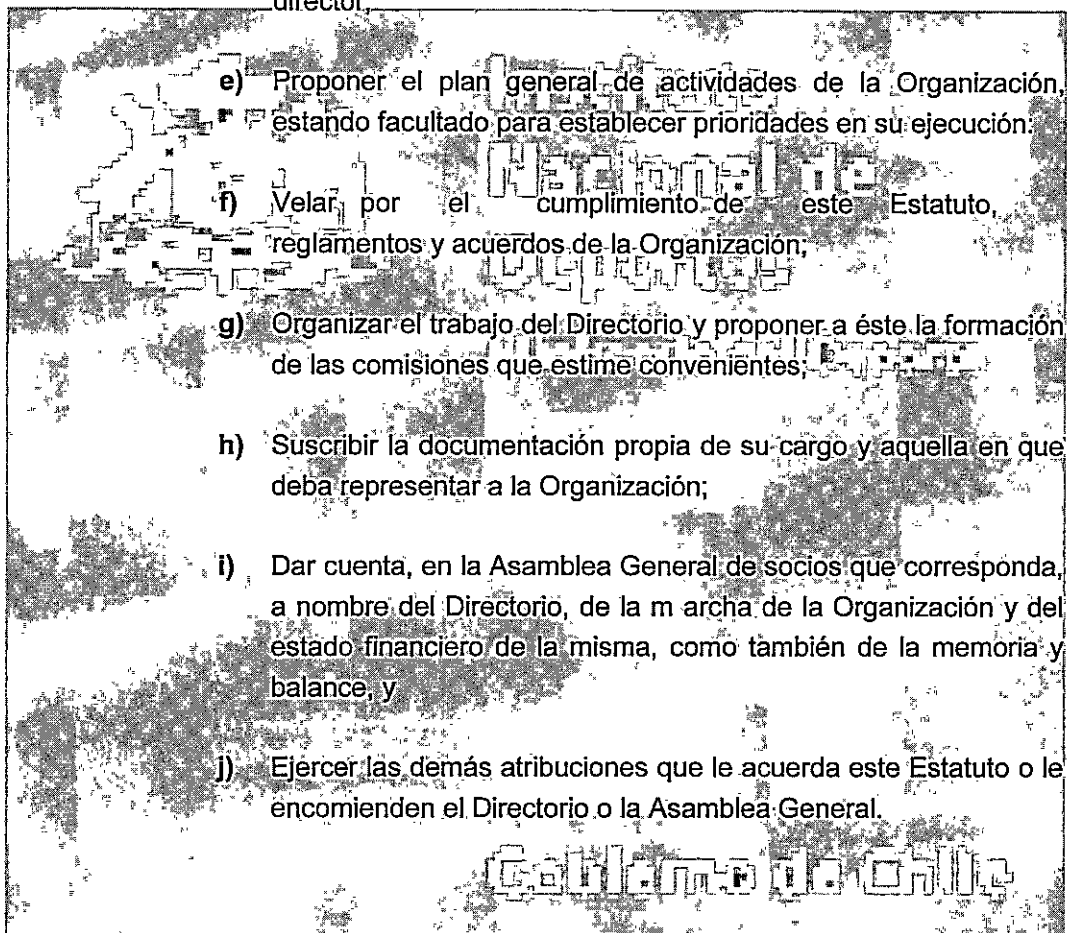 director,
e) Proponer el plan general de actividades de la Organización,
estando facultado para establecer prioridades en su ejecución.
Nacional de
f) Velar por el cumplimiento de este Estatuto,
reglamentos y acuerdos de la Organización;
g) Organizar el trabajo del Directorio y proponer a éste la formación
de las comisiones que estime convenientes;
h) Suscribir la documentación propia de su cargo y aquella en que
deba representar a la Organización;
i) Dar cuenta, en la Asamblea General de socios que corresponda,
a nombre del Directorio, de la m archa de la Organización y del
estado financiero de la misma, como también de la memoria y
balance, y
j) Ejercer las demás atribuciones que le acuerda este Estatuto o le
encomienden el Directorio o la Asamblea General.
Gobierno de Chile